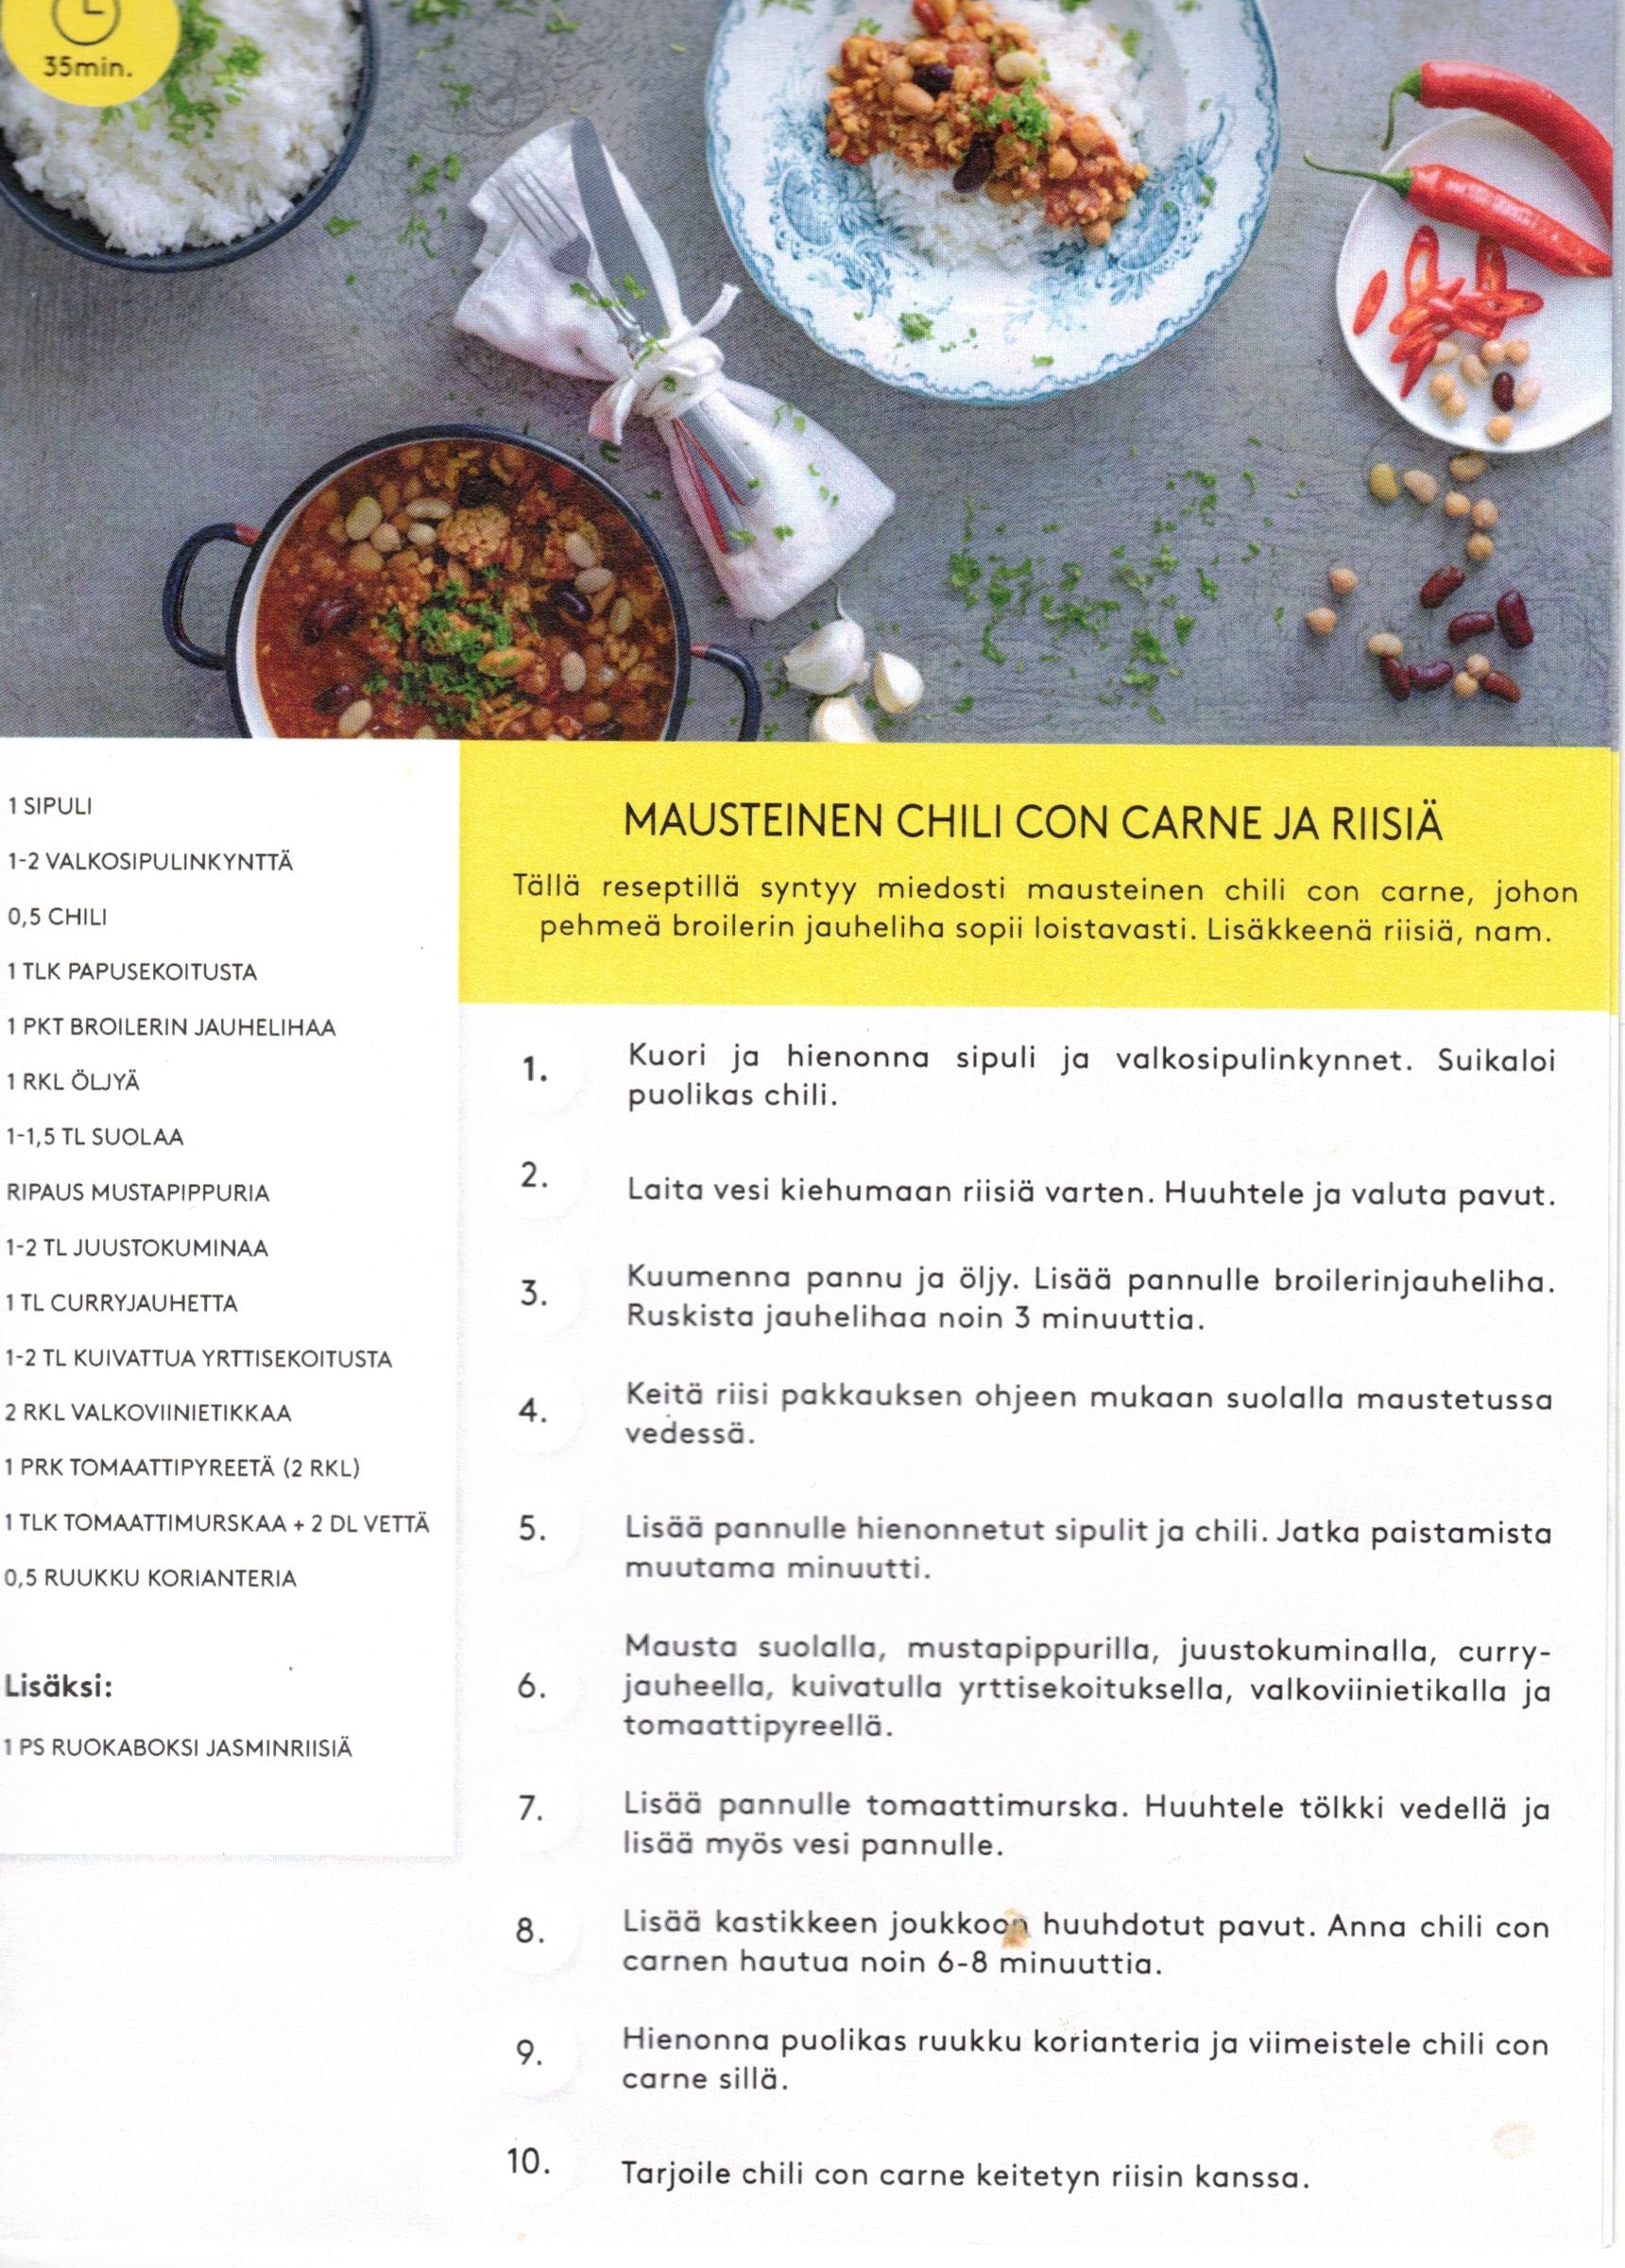 35min.
1 SIPULI
1-2 VALKOSIPULINKYNTTÄ
0,5 CHILI
1 TLK PAPUSEKOITUSTA
1 PKT BROILERIN JAUHELIHAA
1 RKL ÖLJYÄ
1-1,5 TL SUOLAA
RIPAUS MUSTAPIPPURIA
1-2 TL JUUSTOKUMINAA
1 TL CURRYJAUHETTA
1-2 TL KUIVATTUA YRTTISEKOITUSTA
2 RKL VALKOVIINIETIKKAA
1 PRK TOMAATTIPYREETÄ (2 RKL)
1 TLK TOMAATTIMURSKAA + 2 DL VETTÄ
0,5 RUUKKU KORIANTERIA
Lisäksi:
1 PS RUOKABOKSI JASMINRIISIÄ
MAUSTEINEN CHILI CON CARNE JA RIISIÄ
Tällä reseptillä syntyy miedosti mausteinen chili con carne, johon
pehmeä broilerin jauheliha sopii loistavasti. Lisäkkeenä riisiä, nam.
1. Kuori ja hienonna sipuli ja valkosipulinkynnet. Suikaloi
puolikas chili.
2. Laita vesi kiehumaan riisiä varten. Huuhtele ja valuta pavut.
3. Kuumenna pannu ja öljy. Lisää pannulle broilerinjauheliha.
Ruskista jauhelihaa noin 3 minuuttia.
4. Keitä riisi pakkauksen ohjeen mukaan suolalla maustetussa
vedessä.
5. Lisää pannulle hienonnetut sipulit ja chili. Jatka paistamista
muutama minuutti.
6. Mausta suolalla, mustapippurilla, juustokuminalla, curry-
jauheella, kuivatulla yrttisekoituksella, valkoviinietikalla ja
tomaattipyreellä.
7. Lisää pannulle tomaattimurska. Huuhtele tölkki vedellä ja
lisää myös vesi pannulle.
8. Lisää kastikkeen joukkoon huuhdotut pavut. Anna chili con
carnen hautua noin 6-8 minuuttia.
9. Hienonna puolikas ruukku korianteria ja viimeistele chili con
carne sillä.
10. Tarjoile chili con carne keitetyn riisin kanssa.